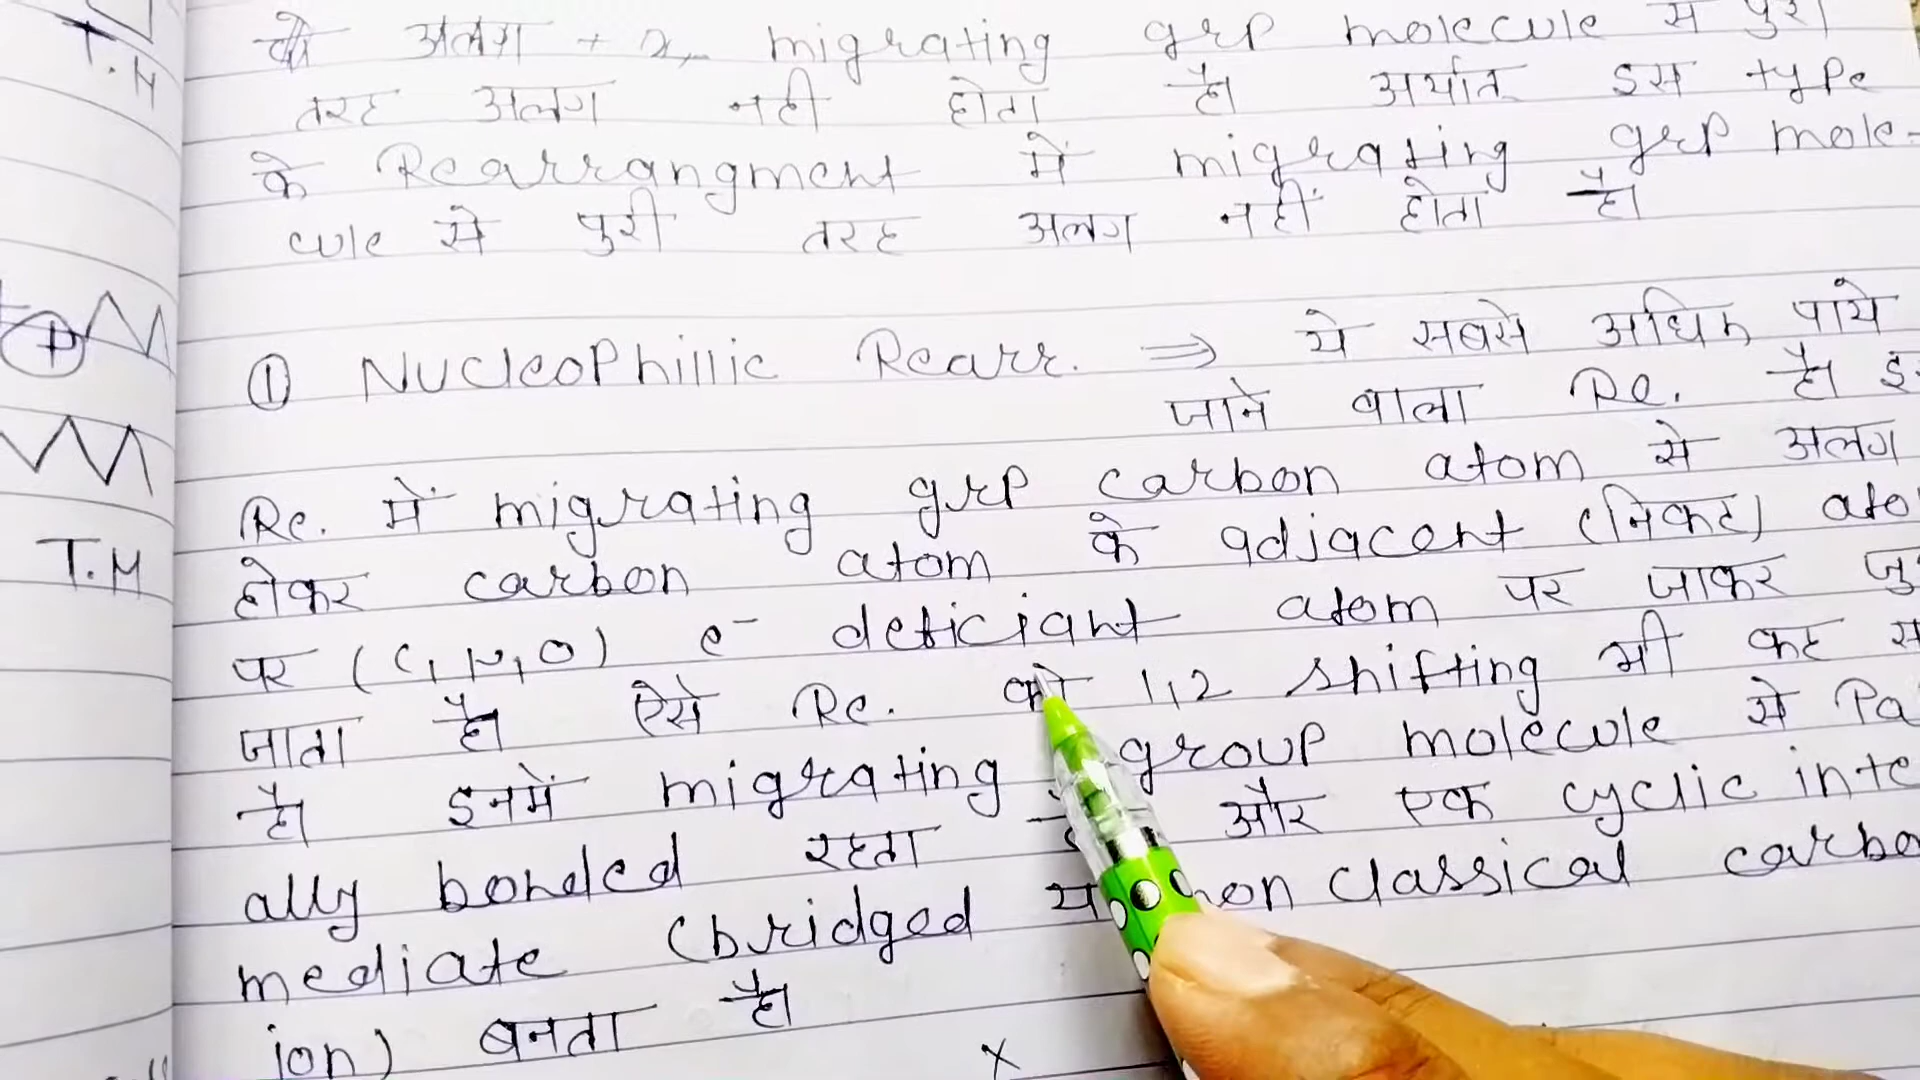 T.M
को अलग migrating grp molecule से पुरी
तरह अलग नही होता है। अर्थात इस type
के Rearrangment में migrating grp mole-
cule से पुरी तरह अलग नहीं होता है।
① Nucleophillic Rearr. ⇒ ये सबसे अधिक पाये
जाने वाला Re. है।
Re. में migrating grp carbon atom से अलग
होकर carbon atom के adjacent (निकट) ato
पर (C, N, O) e⁻ deficiant atom पर जाकर जु
जाता है। ऐसे Re. को 1,2 shifting भी कह स
है। इनमें migrating group molecule से Pa
ally bonded रहता और एक cyclic inte
mediate (bridged non classical carbo
ion) बनता है।
T.M
x